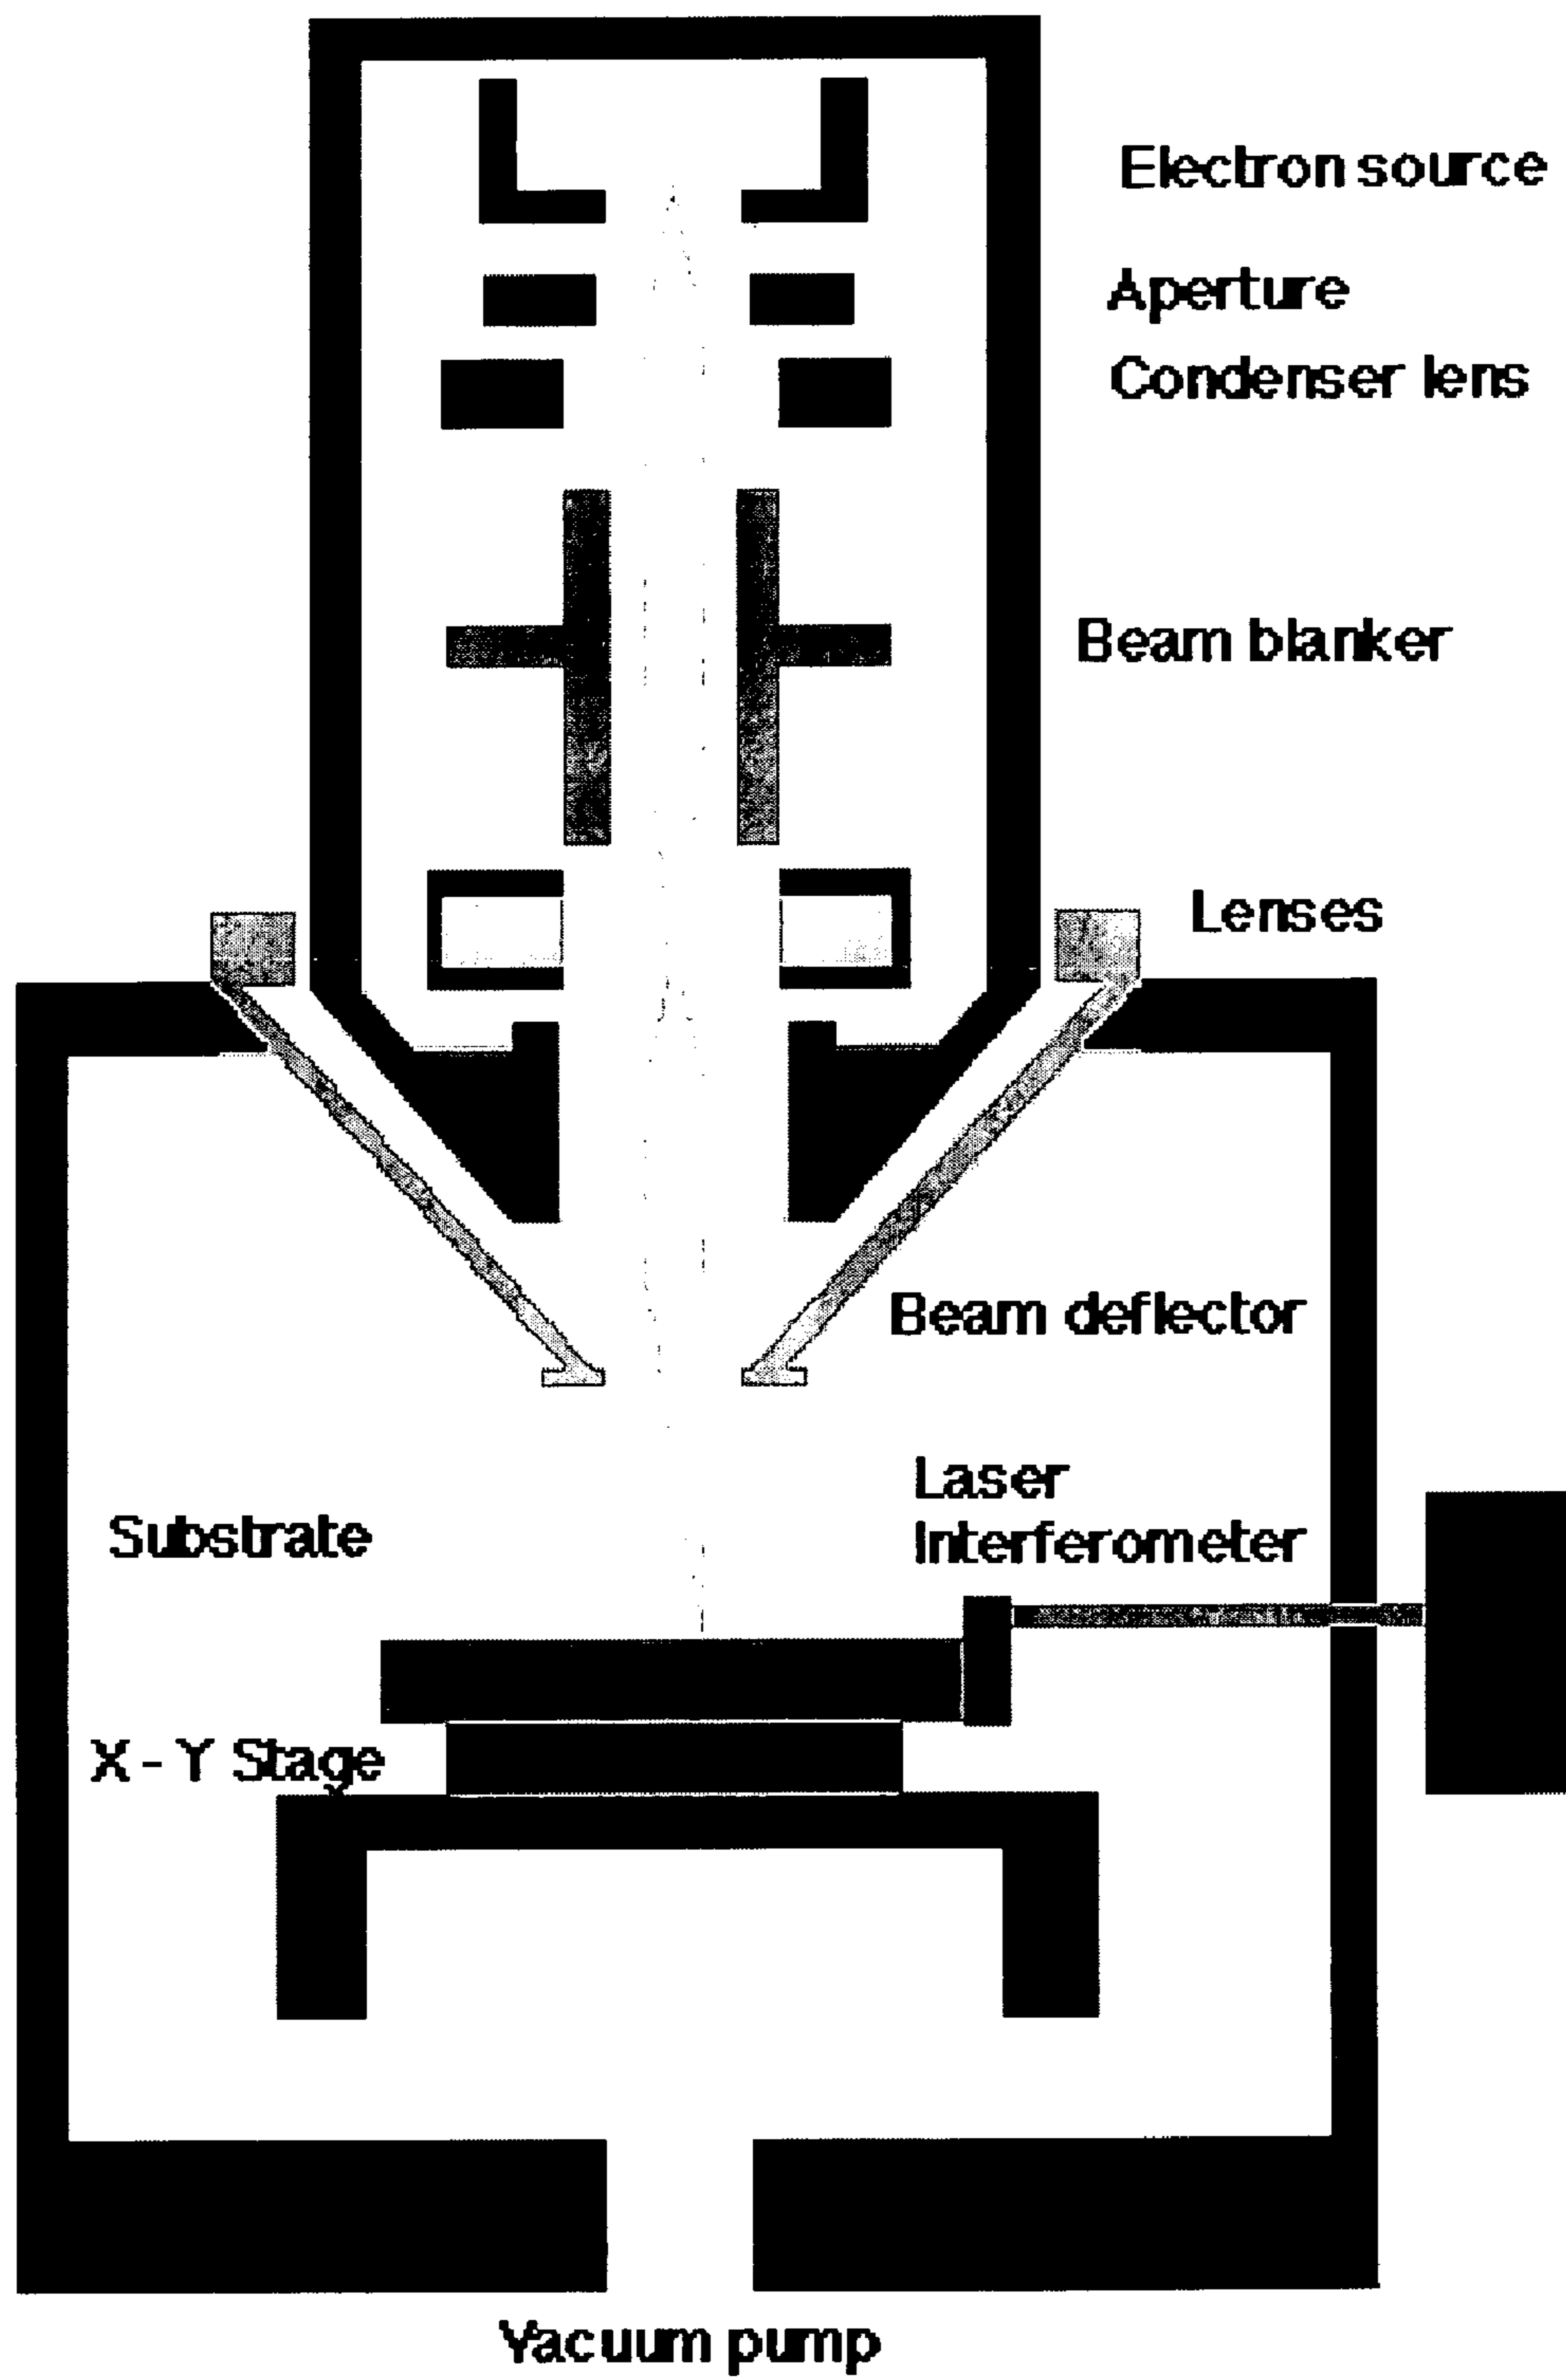 Electron source
Aperture
Condenser lens
Beam blanker
Lenses
Beam deflector
Laser
Interferometer
Substrate
X - Y Stage
Vacuum pump